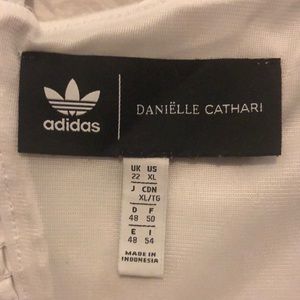 adidas
DANIËLLE CATHARI
UK US
22 XL
J CDN
XL/TG
D F
48 50
E I
48 54
MADE IN
INDONESIA